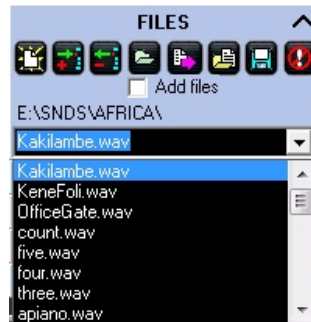 FILES
Add files
E:\SNDS\AFRICA\
Kakilambe.wav
Kakilambe.wav
KeneFoli.wav
OfficeGate.wav
count.wav
five.wav
four.wav
three.wav
apiano.wav